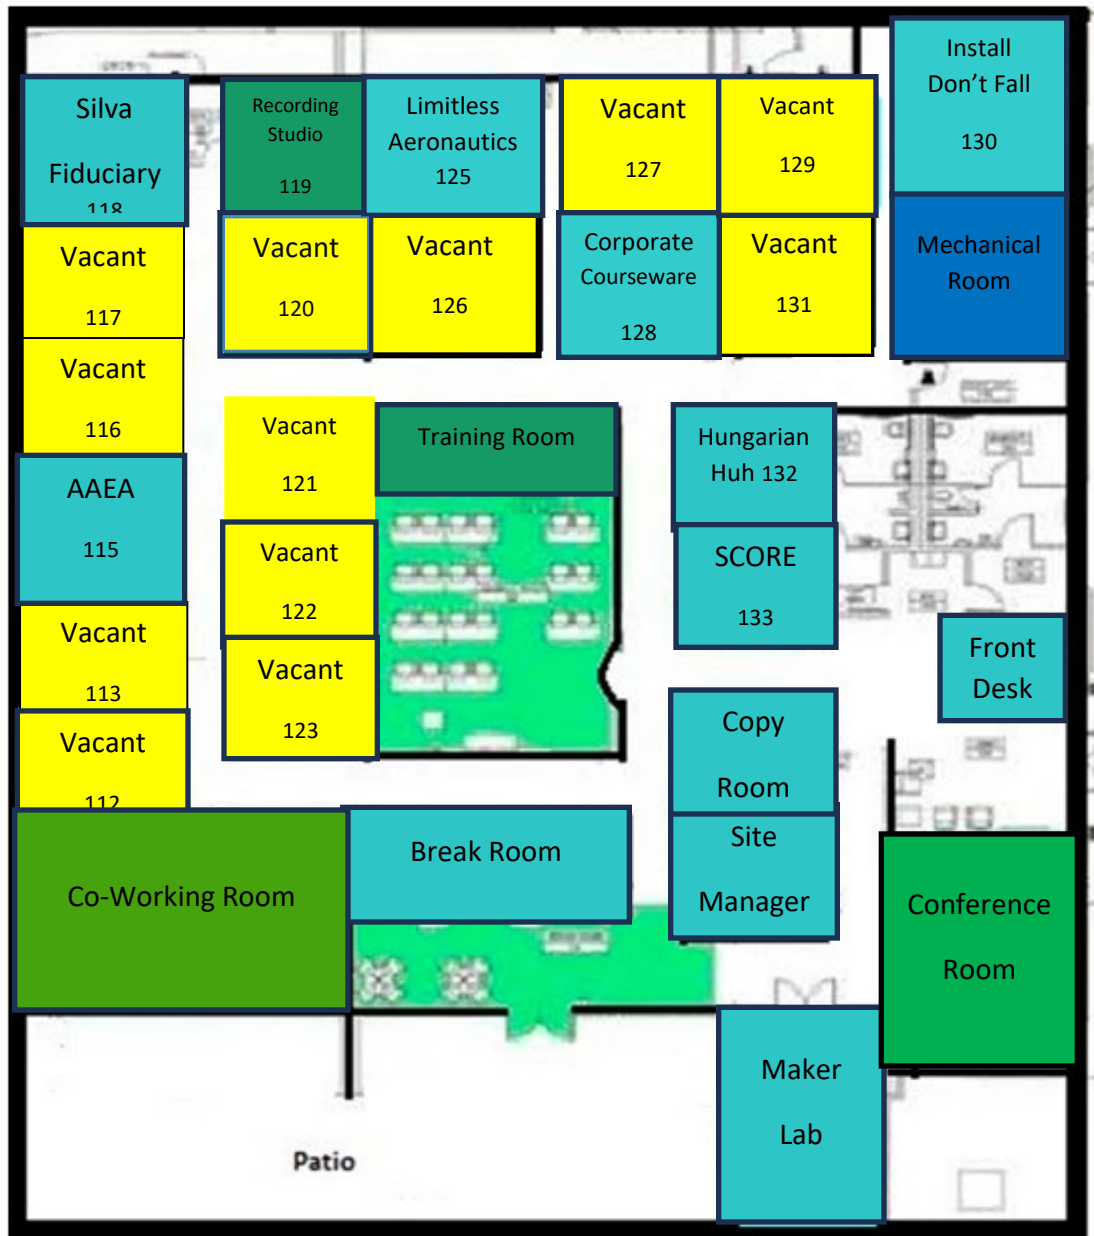 Silva
Fiduciary
118
Recording
Studio
119
Limitless
Aeronautics
125
Vacant
127
Vacant
129
Install
Don’t Fall
130
Vacant
117
Vacant
120
Vacant
126
Corporate
Courseware
128
Vacant
131
Mechanical
Room
Vacant
116
Vacant
121
Training Room
Hungarian
Huh 132
AAEA
115
Vacant
122
SCORE
133
Vacant
113
Vacant
123
Front
Desk
Vacant
112
Copy
Room
Co-Working Room
Break Room
Site
Manager
Conference
Room
Maker
Lab
Patio